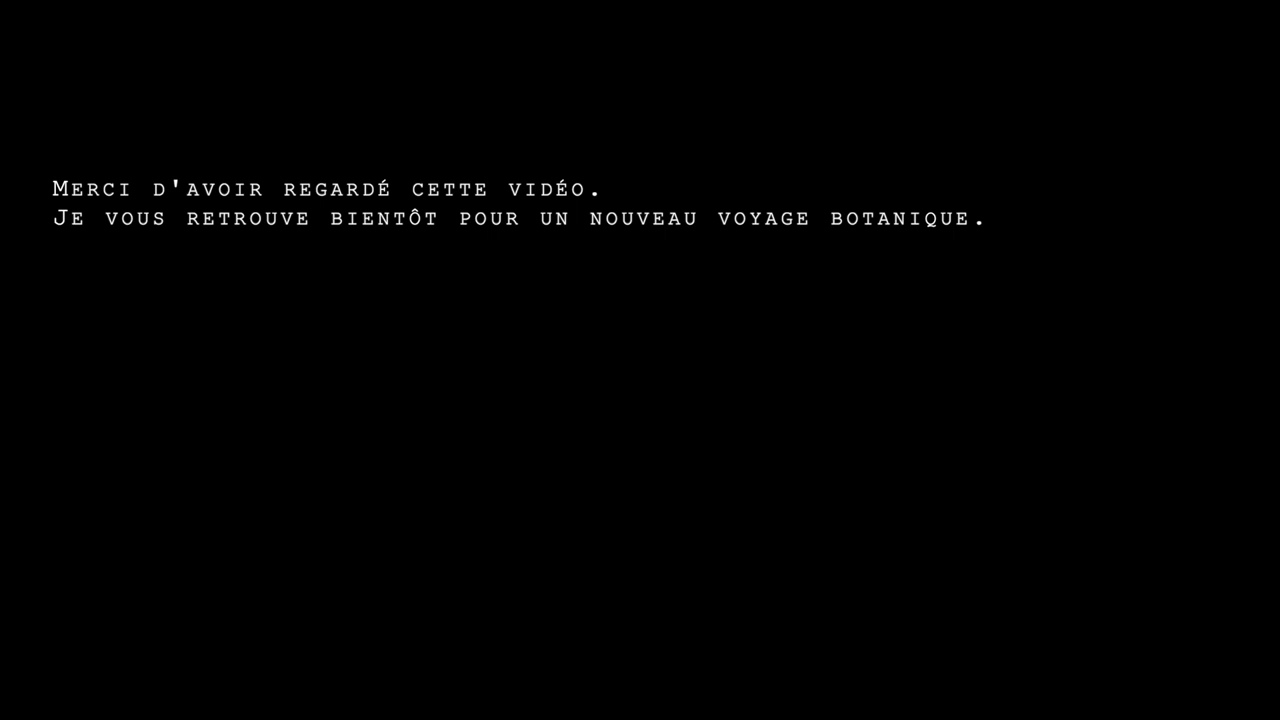 Merci d'avoir regardé cette vidéo.
Je vous retrouve bientôt pour un nouveau voyage botanique.